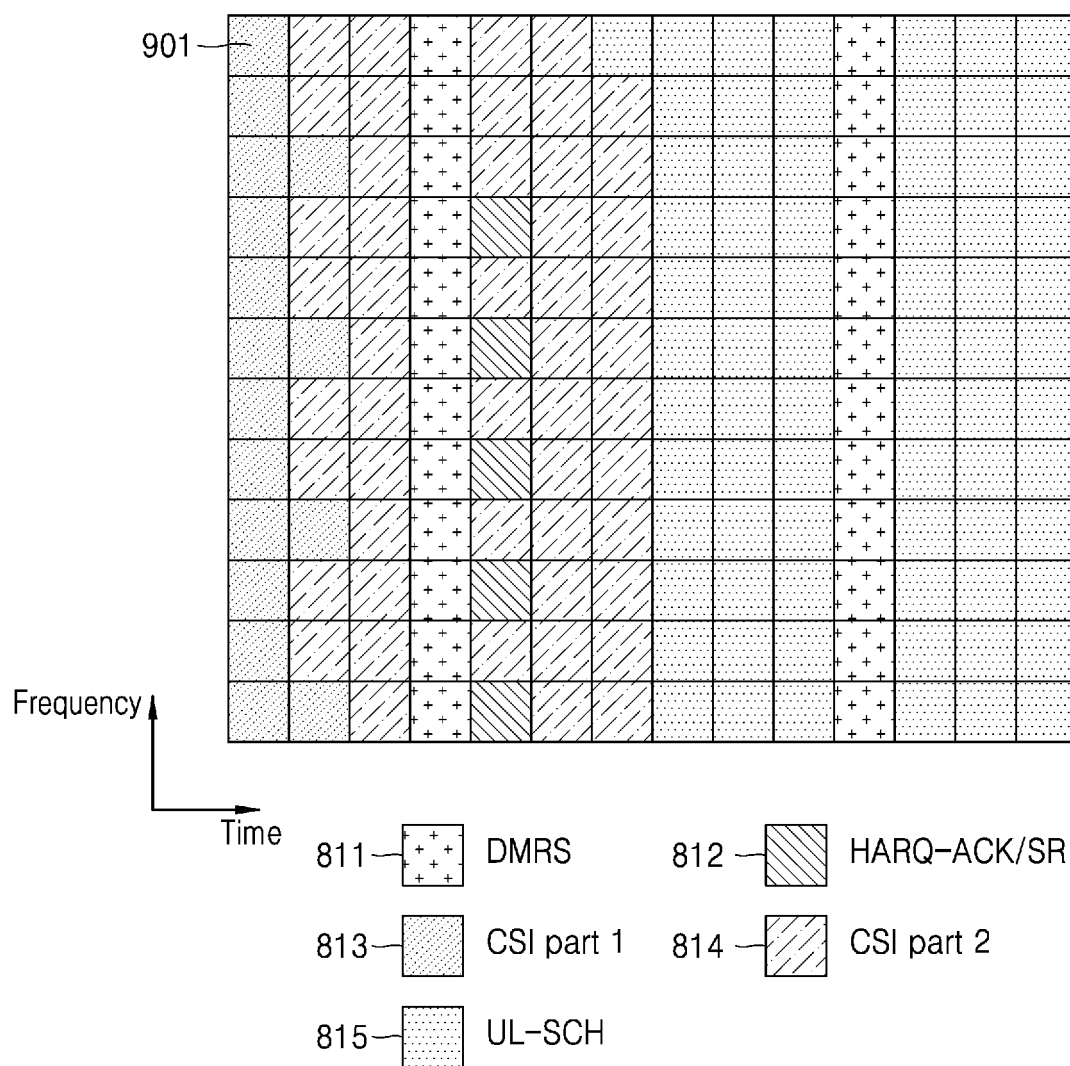 901
Frequency
Time
811 DMRS 812 HARQ-ACK/SR
813 CSI part 1 814 CSI part 2
815 UL-SCH